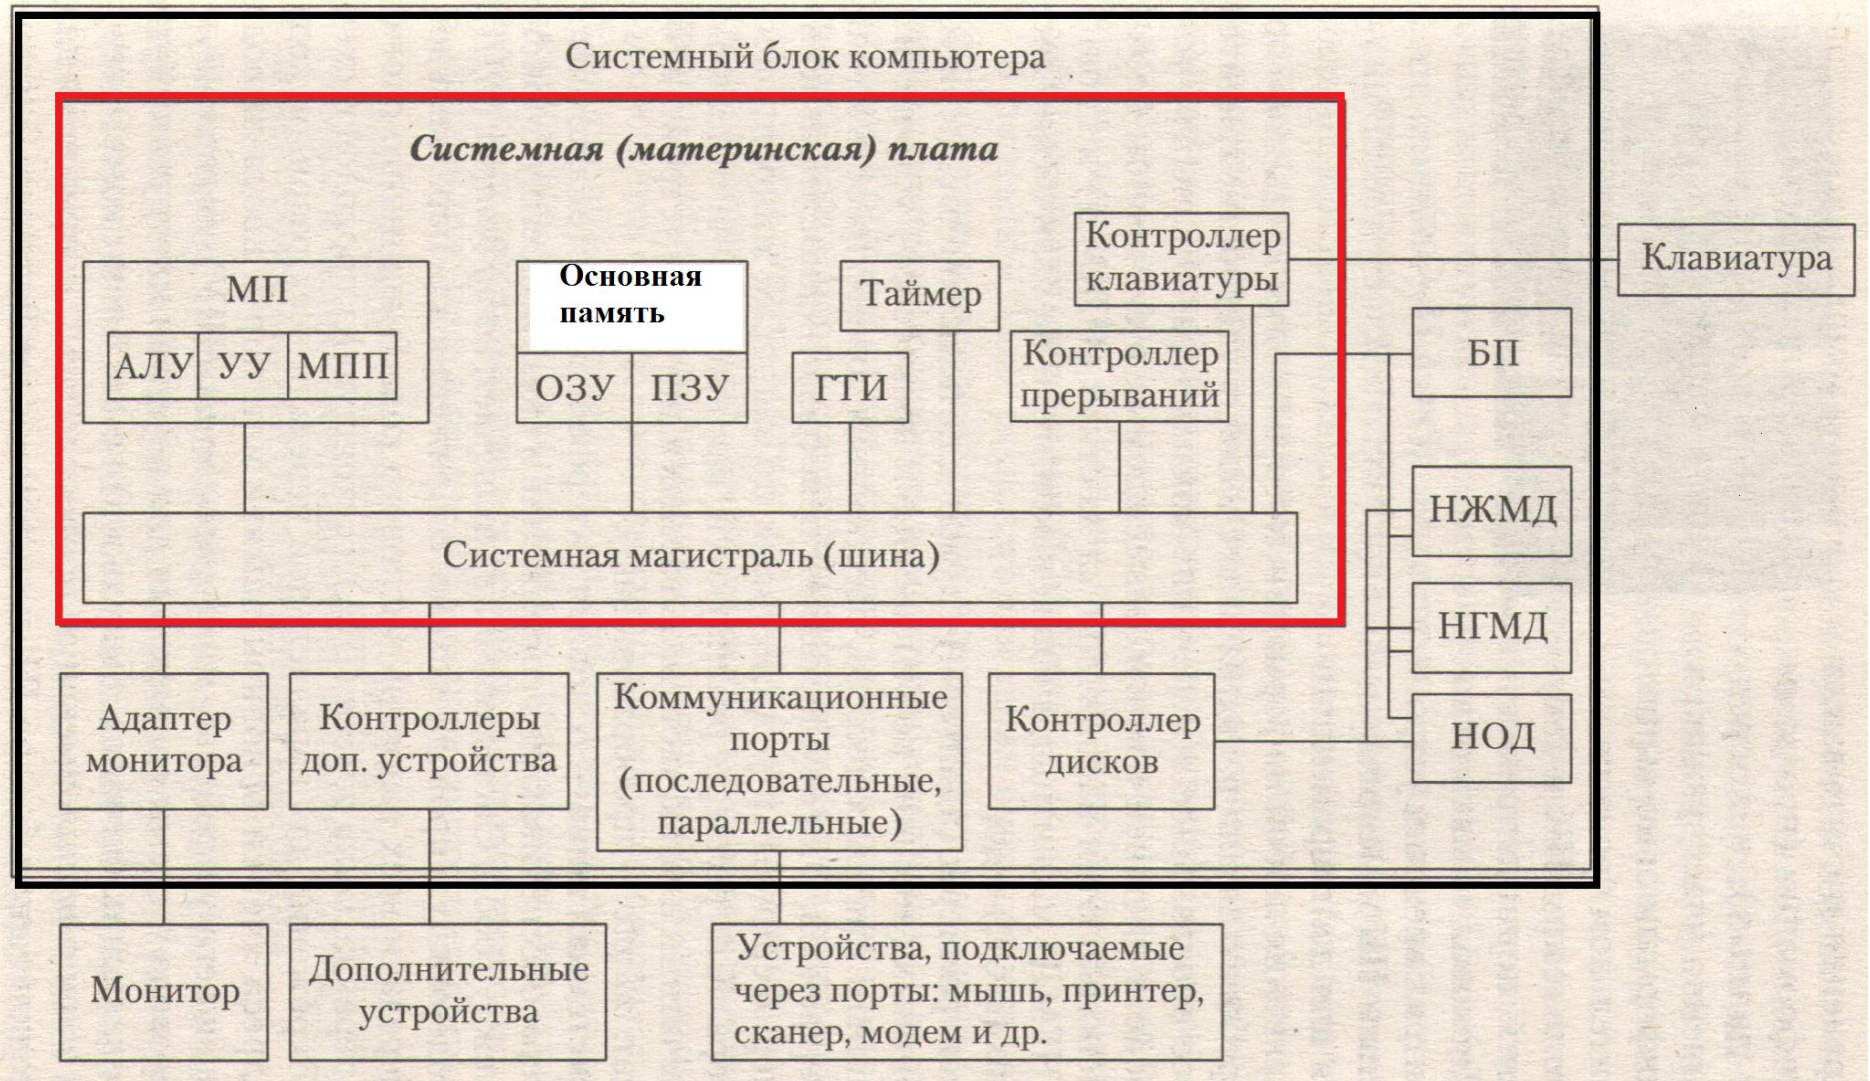 Системный блок компьютера
Системная (материнская) плата
МП
АЛУ УУ МПП
Основная
память
ОЗУ ПЗУ
ГТИ
Таймер
Контроллер
клавиатуры
Контроллер
прерываний
Клавиатура
БП
НЖМД
НГМД
НОД
Системная магистраль (шина)
Адаптер
монитора
Контроллеры
доп. устройства
Коммуникационные
порты
(последовательные,
параллельные)
Контроллер
дисков
Монитор
Дополнительные
устройства
Устройства, подключаемые
через порты: мышь, принтер,
сканер, модем и др.